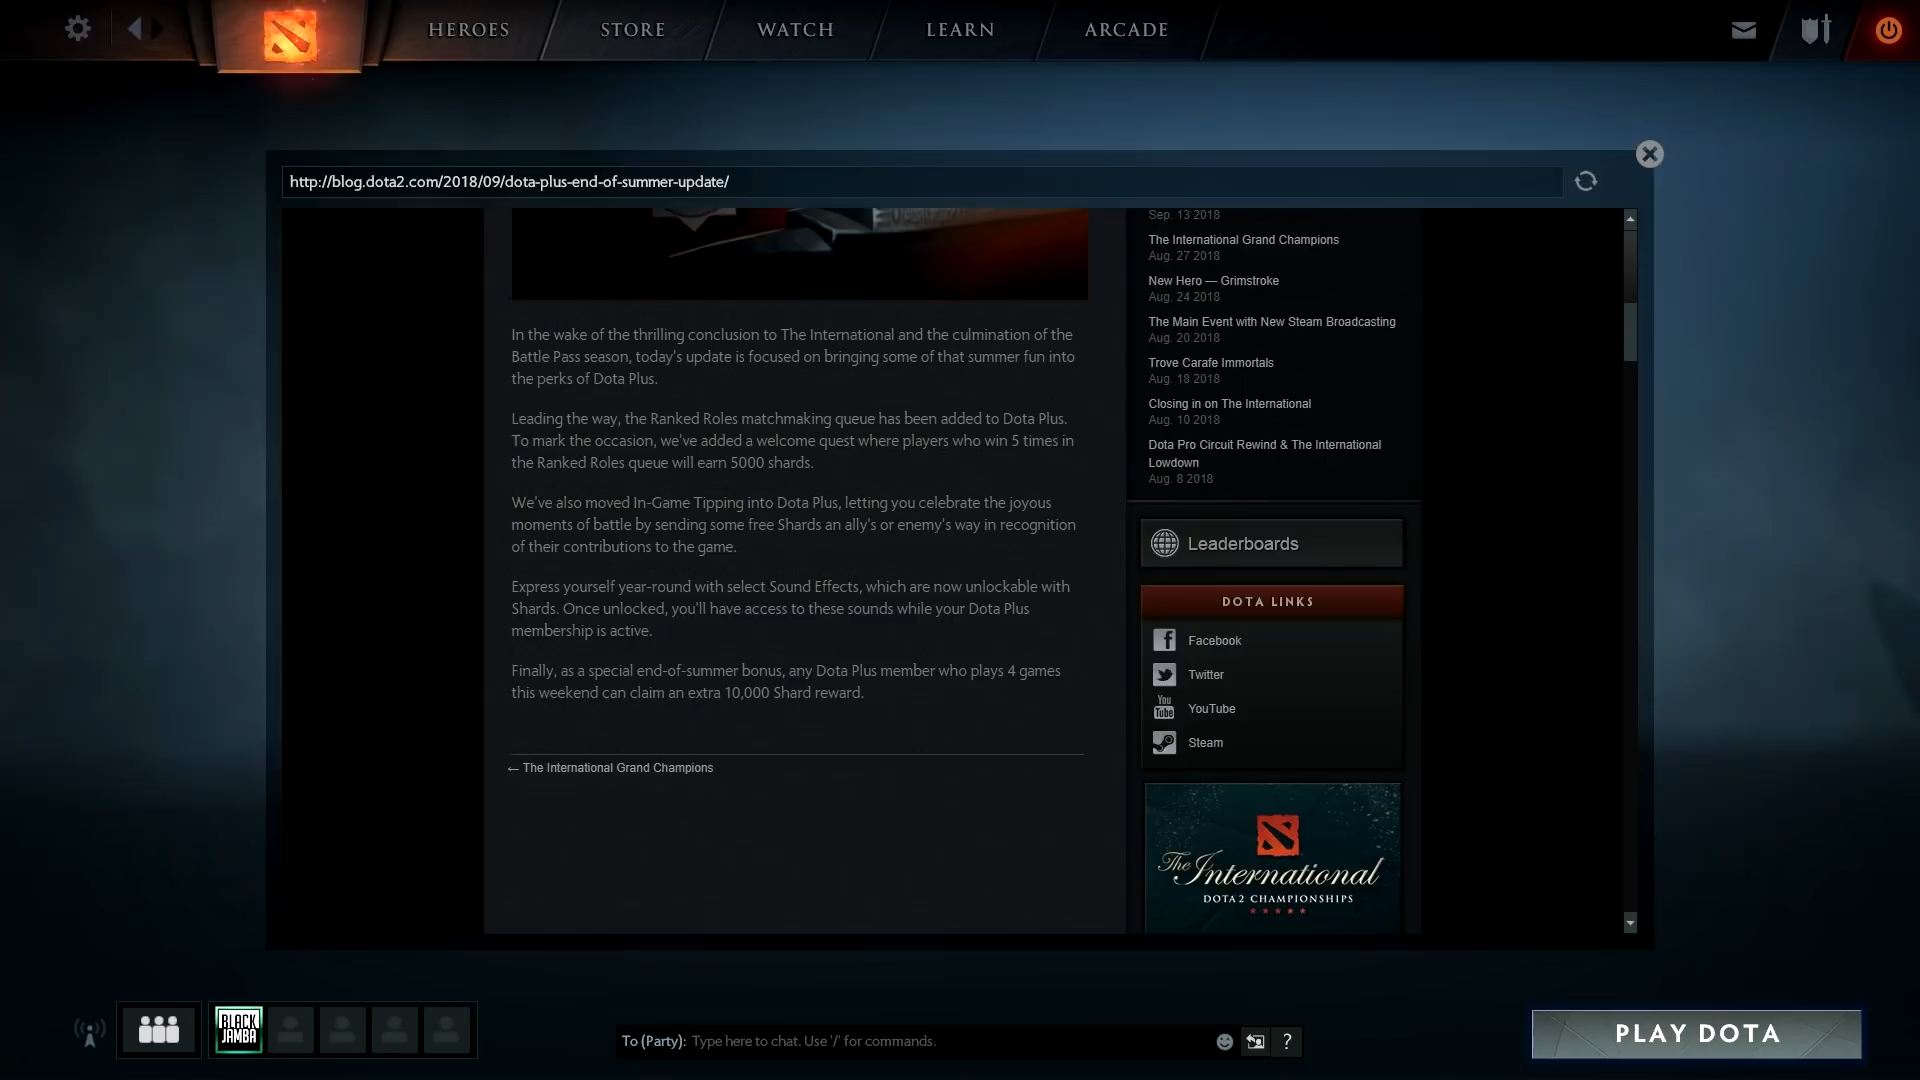 HEROES
STORE
WATCH
LEARN
ARCADE
http://blog.dota2.com/2018/09/dota-plus-end-of-summer-update/
In the wake of the thrilling conclusion to The International and the culmination of the
Battle Pass season, today's update is focused on bringing some of that summer fun into
the perks of Dota Plus.
Leading the way, the Ranked Roles matchmaking queue has been added to Dota Plus.
To mark the occasion, we've added a welcome quest where players who win 5 times in
the Ranked Roles queue will earn 5000 shards.
We've also moved In-Game Tipping into Dota Plus, letting you celebrate the joyous
moments of battle by sending some free Shards an ally's or enemy's way in recognition
of their contributions to the game.
Express yourself year-round with select Sound Effects, which are now unlockable with
Shards. Once unlocked, you'll have access to these sounds while your Dota Plus
membership is active.
Finally, as a special end-of-summer bonus, any Dota Plus member who plays 4 games
this weekend can claim an extra 10,000 Shard reward.
← The International Grand Champions
Sep. 13 2018
The International Grand Champions
Aug. 27 2018
New Hero — Grimstroke
Aug. 24 2018
The Main Event with New Steam Broadcasting
Aug. 20 2018
Trove Carafe Immortals
Aug. 18 2018
Closing in on The International
Aug. 10 2018
Dota Pro Circuit Rewind & The International
Lowdown
Aug. 8 2018
Leaderboards
DOTA LINKS
Facebook
Twitter
You
Tube
YouTube
Steam
The International
DOTA 2 CHAMPIONSHIPS
BLACK
JAMBA
To (Party): Type here to chat. Use '/' for commands.
?
PLAY DOTA